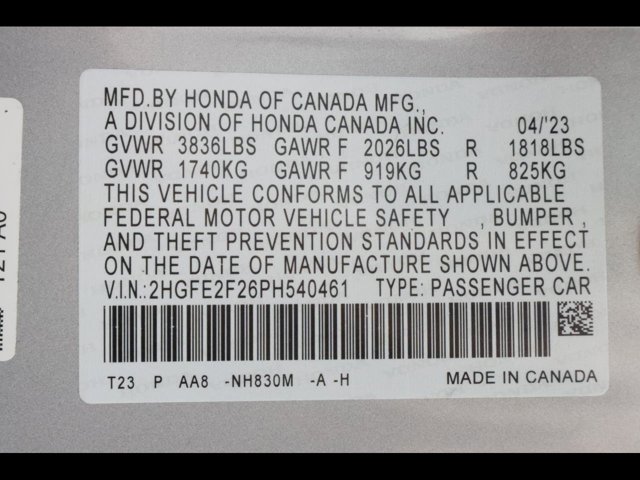 MFD.BY HONDA OF CANADA MFG.,
A DIVISION OF HONDA CANADA INC. 04/'23
GVWR 3836LBS GAWR F 2026LBS R 1818LBS
GVWR 1740KG GAWR F 919KG R 825KG
THIS VEHICLE CONFORMS TO ALL APPLICABLE
FEDERAL MOTOR VEHICLE SAFETY , BUMPER ,
AND THEFT PREVENTION STANDARDS IN EFFECT
ON THE DATE OF MANUFACTURE SHOWN ABOVE.
V.I.N.:2HGFE2F26PH540461 TYPE: PASSENGER CAR
T23 P AA8 -NH830M -A -H MADE IN CANADA